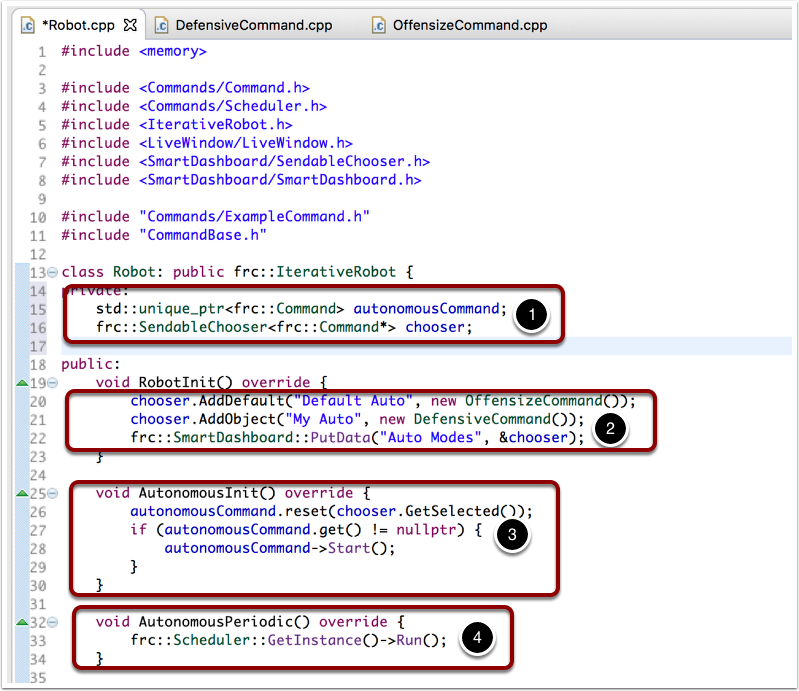 *Robot.cpp DefensiveCommand.cpp OffensizeCommand.cpp
1 #include <memory>
2
3 #include <Commands/Command.h>
4 #include <Commands/Scheduler.h>
5 #include <IterativeRobot.h>
6 #include <LiveWindow/LiveWindow.h>
7 #include <SmartDashboard/SendableChooser.h>
8 #include <SmartDashboard/SmartDashboard.h>
9
10 #include "Commands/ExampleCommand.h"
11 #include "CommandBase.h"
12
13 class Robot: public frc::IterativeRobot {
14 private:
15 std::unique_ptr<frc::Command> autonomousCommand; 1
16 frc::SendableChooser<frc::Command*> chooser;
17
18 public:
19 void RobotInit() override {
20 chooser.AddDefault("Default Auto", new OffensizeCommand());
21 chooser.AddObject("My Auto", new DefensiveCommand()); 2
22 frc::SmartDashboard::PutData("Auto Modes", &chooser);
23 }
24
25 void AutonomousInit() override {
26 autonomousCommand.reset(chooser.GetSelected());
27 if (autonomousCommand.get() != nullptr) { 3
28 autonomousCommand->Start();
29 }
30 }
31
32 void AutonomousPeriodic() override {
33 frc::Scheduler::GetInstance()->Run(); 4
34 }
35